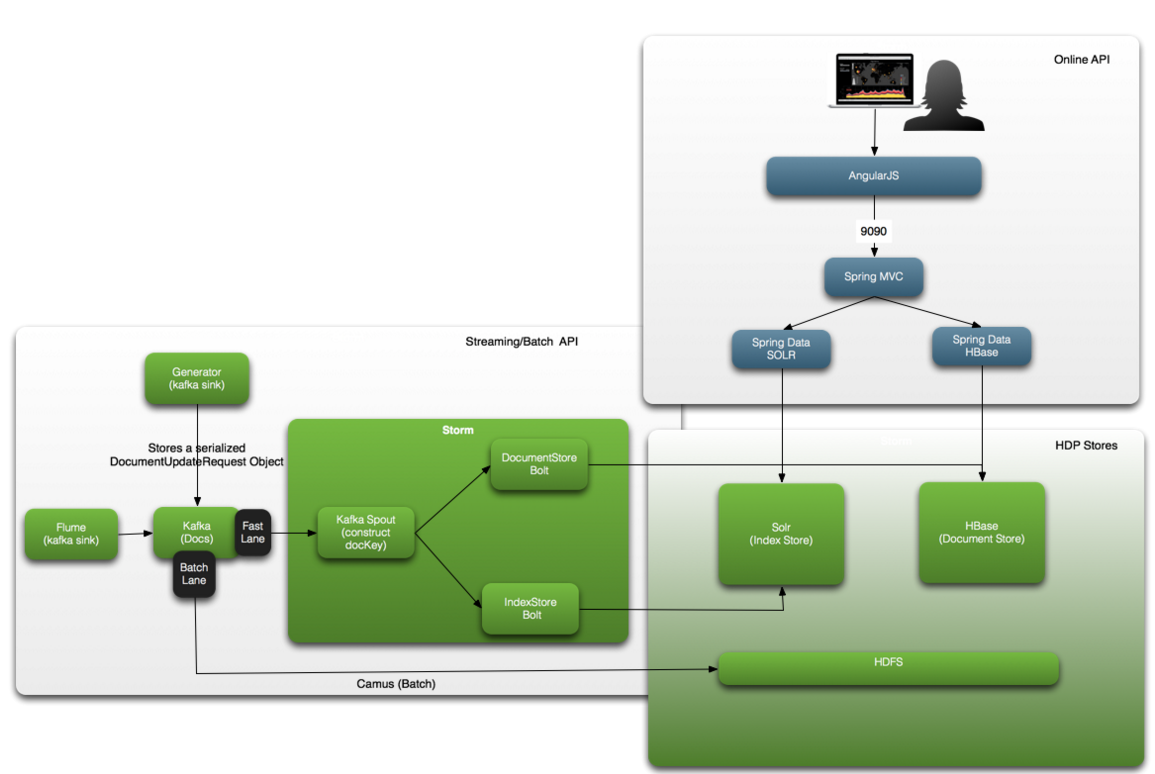 Online API
AngularJS
9090
Spring MVC
Spring Data
SOLR
Spring Data
HBase
Streaming/Batch API
Generator
(kafka sink)
Stores a serialized
DocumentUpdateRequest Object
Flume
(kafka sink)
Kafka
(Docs)
Fast
Lane
Batch
Lane
Storm
Kafka Spout
(construct
docKey)
DocumentStore
Bolt
IndexStore
Bolt
Camus (Batch)
HDP Stores
Solr
(Index Store)
HBase
(Document Store)
HDFS